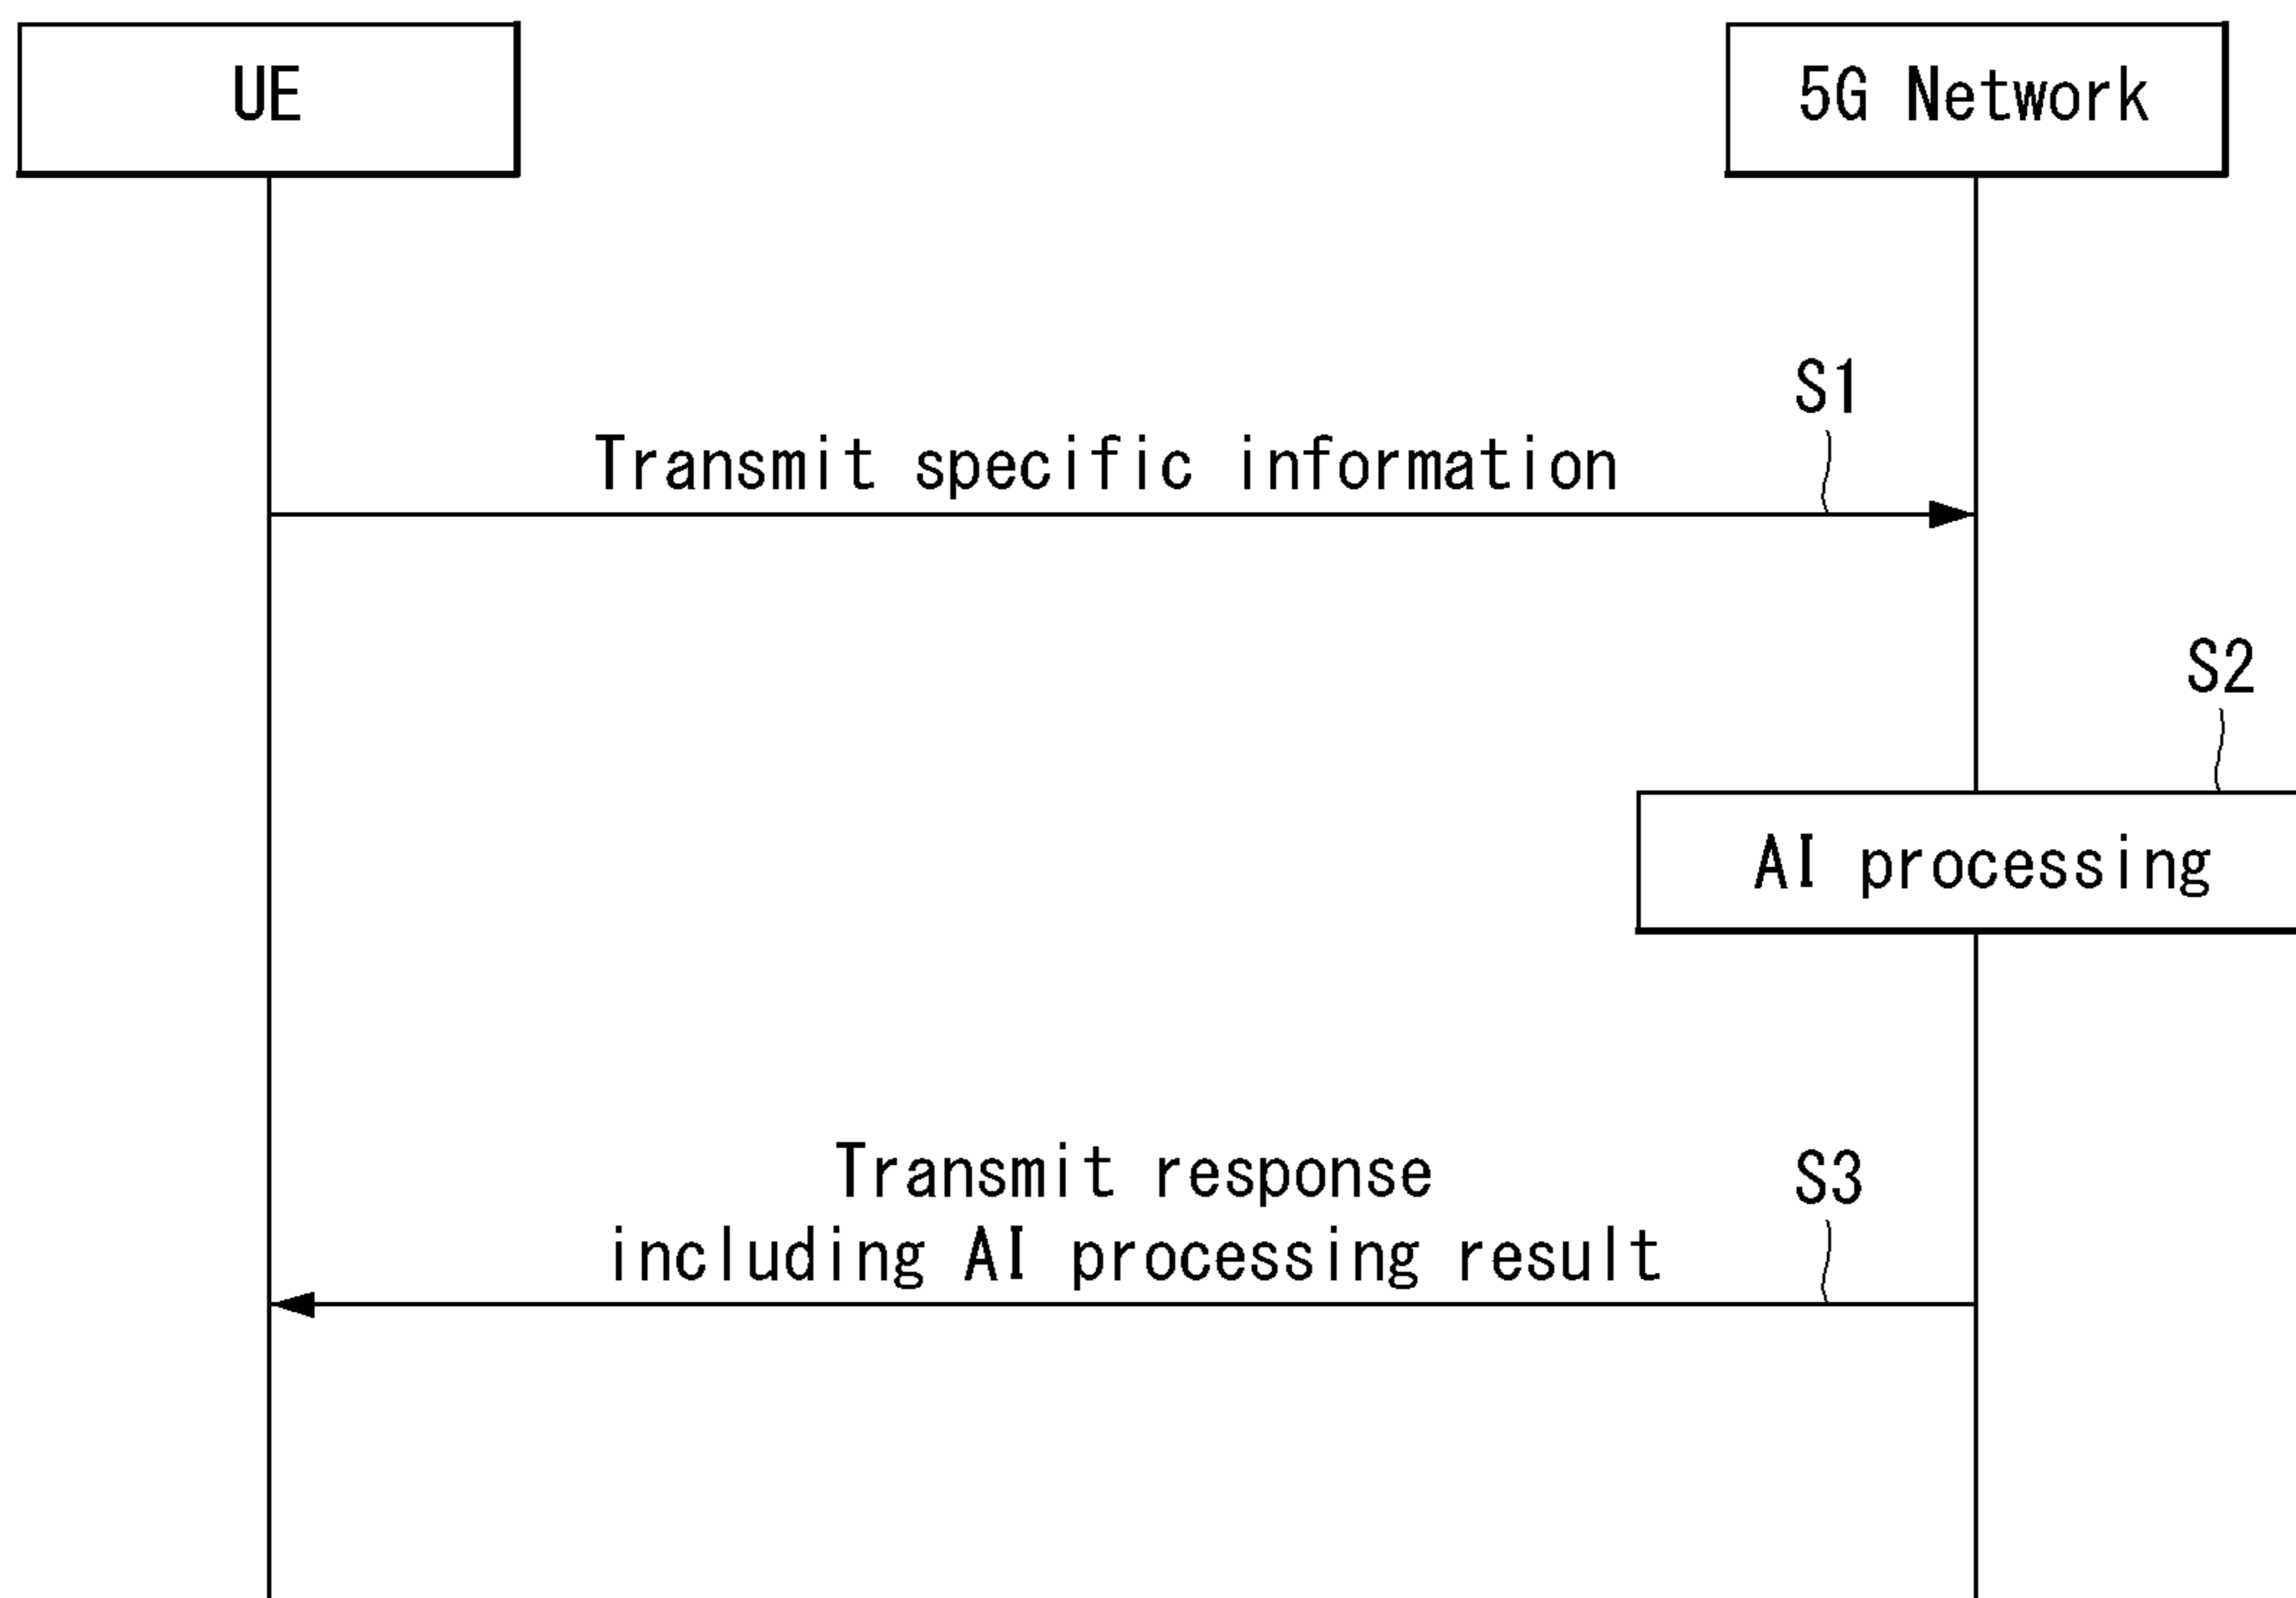 UE
5G Network
S1
Transmit specific information
S2
AI processing
Transmit response
S3
including AI processing result